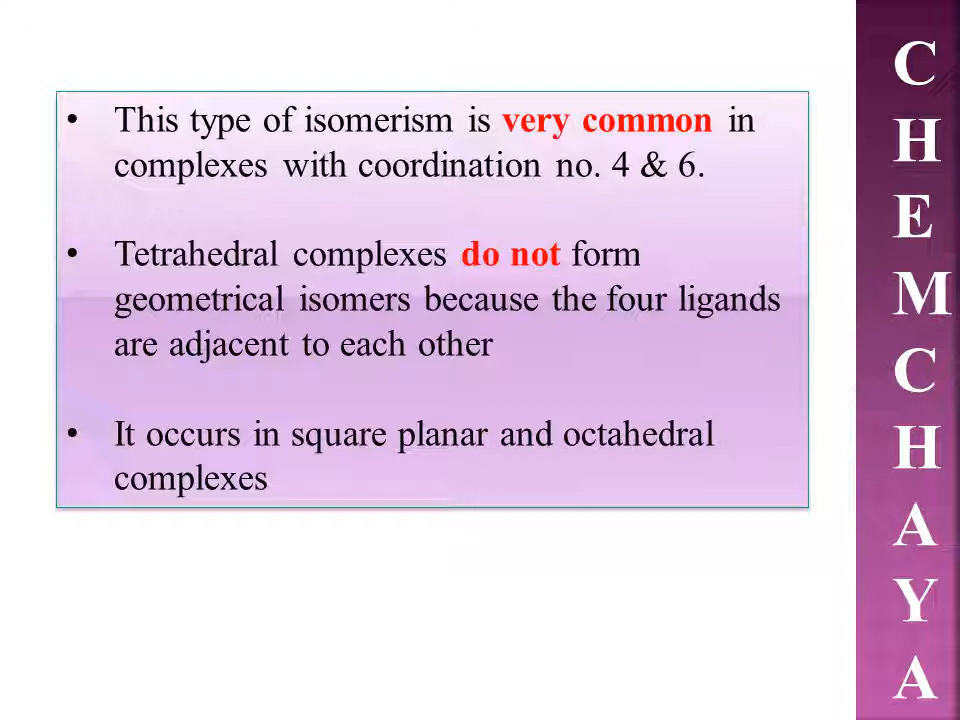 • This type of isomerism is very common in
complexes with coordination no. 4 & 6.
• Tetrahedral complexes do not form
geometrical isomers because the four ligands
are adjacent to each other
• It occurs in square planar and octahedral
complexes
C
H
E
M
C
H
A
Y
A